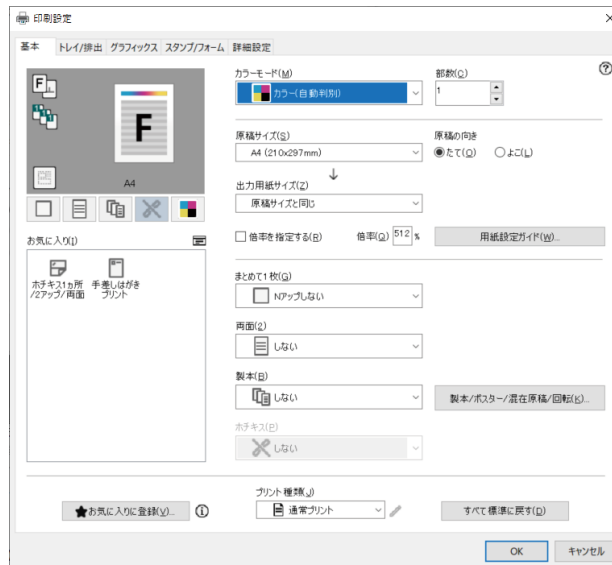 印刷設定
基本 トレイ/排出 グラフィックス スタンプ/フォーム 詳細設定
F
F
A4
お気に入り(1)
ホチキス1ヵ所/2アップ/両面
手差しはがきプリント
カラーモード(M)
カラー(自動判別)
部数(C)
1
原稿サイズ(S)
A4 (210x297mm)
原稿の向き
たて(O) よこ(L)
↓
出力用紙サイズ(Z)
原稿サイズと同じ
倍率を指定する(R) 倍率(Q) 512 %
用紙設定ガイド(W)...
まとめて1枚(G)
Nアップしない
両面(2)
しない
製本(B)
しない
製本/ポスター/混在原稿/回転(K)...
ホチキス(P)
しない
プリント種類(J)
★お気に入りに登録(V)...
通常プリント
すべて標準に戻す(D)
OK キャンセル